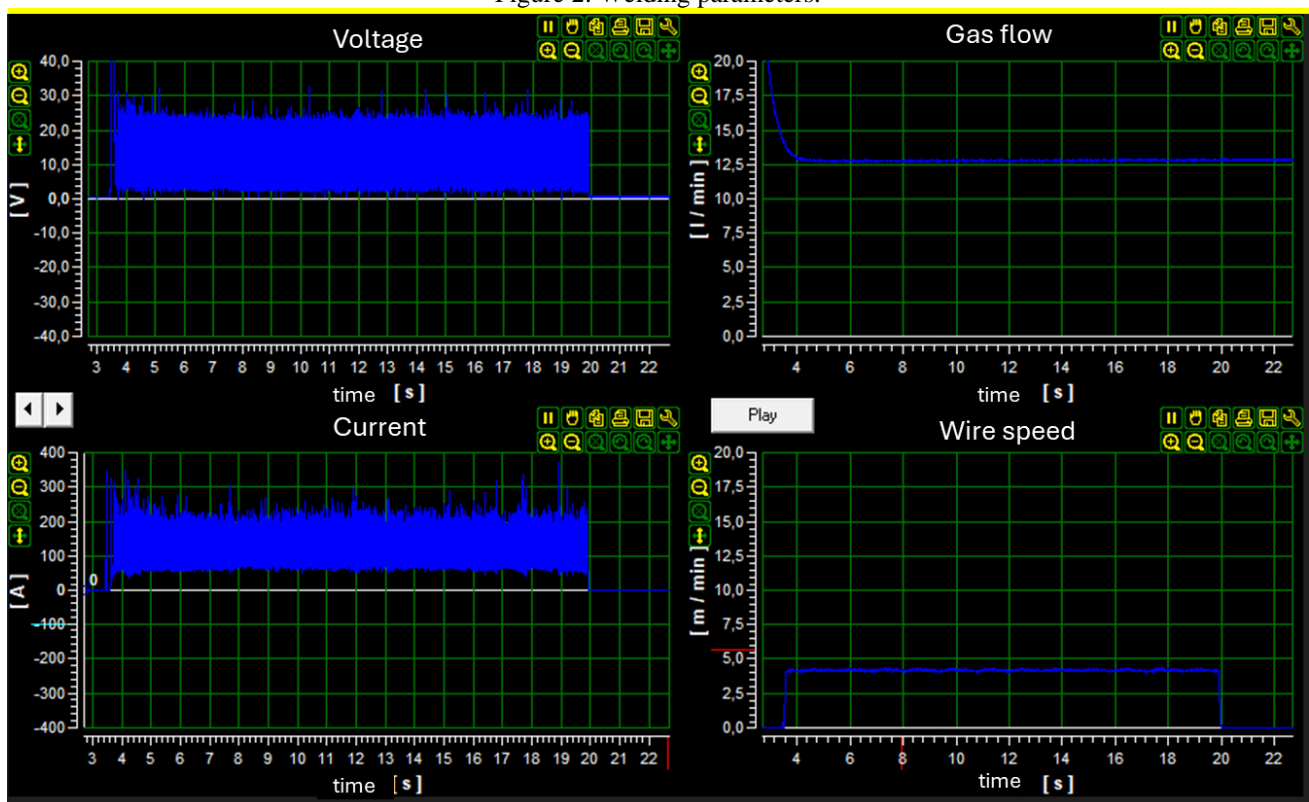 Figure 2. Welding parameters.
Voltage
40,0
30,0
20,0
10,0
0,0
-10,0
-20,0
-30,0
-40,0
[ V ]
3 4 5 6 7 8 9 10 11 12 13 14 15 16 17 18 19 20 21 22
time [ s ]
Gas flow
20,0
17,5
15,0
12,5
10,0
7,5
5,0
2,5
0,0
[ l / min ]
4 6 8 10 12 14 16 18 20 22
time [ s ]
Play
Current
400
300
200
100
0
-100
-200
-300
-400
[ A ]
0
3 4 5 6 7 8 9 10 11 12 13 14 15 16 17 18 19 20 21 22
time [ s ]
Wire speed
20,0
17,5
15,0
12,5
10,0
7,5
5,0
2,5
0,0
[ m / min ]
4 6 8 10 12 14 16 18 20 22
time [ s ]